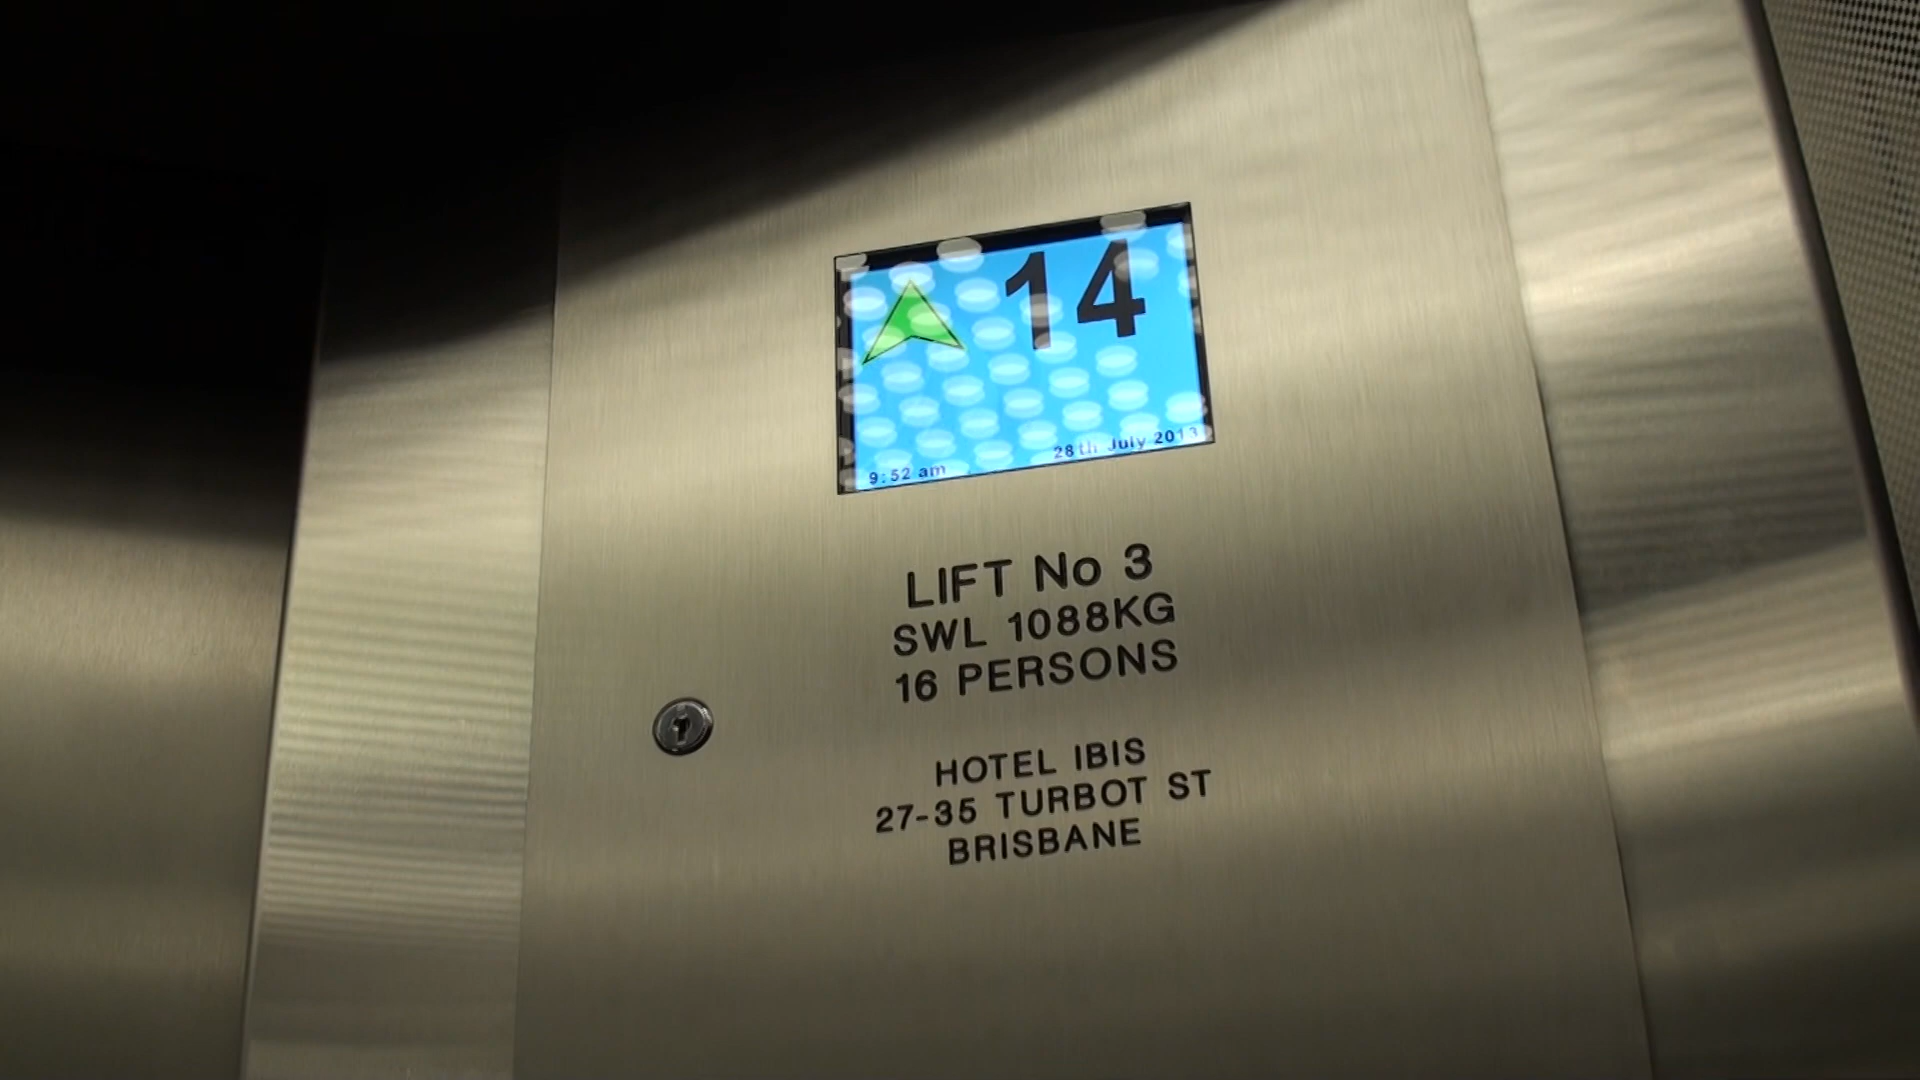 14
9:52 am
28th July 2013
LIFT No 3
SWL 1088KG
16 PERSONS
HOTEL IBIS
27-35 TURBOT ST
BRISBANE